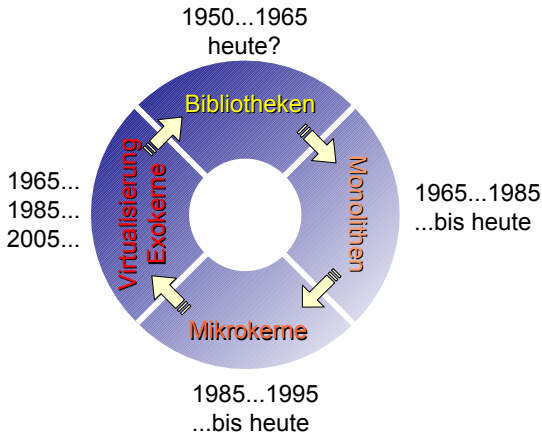 1950...1965
heute?
Bibliotheken
Monolithen
1965...1985
...bis heute
Mikrokerne
1985...1995
...bis heute
Virtualisierung
Exokerne
1965...
1985...
2005...